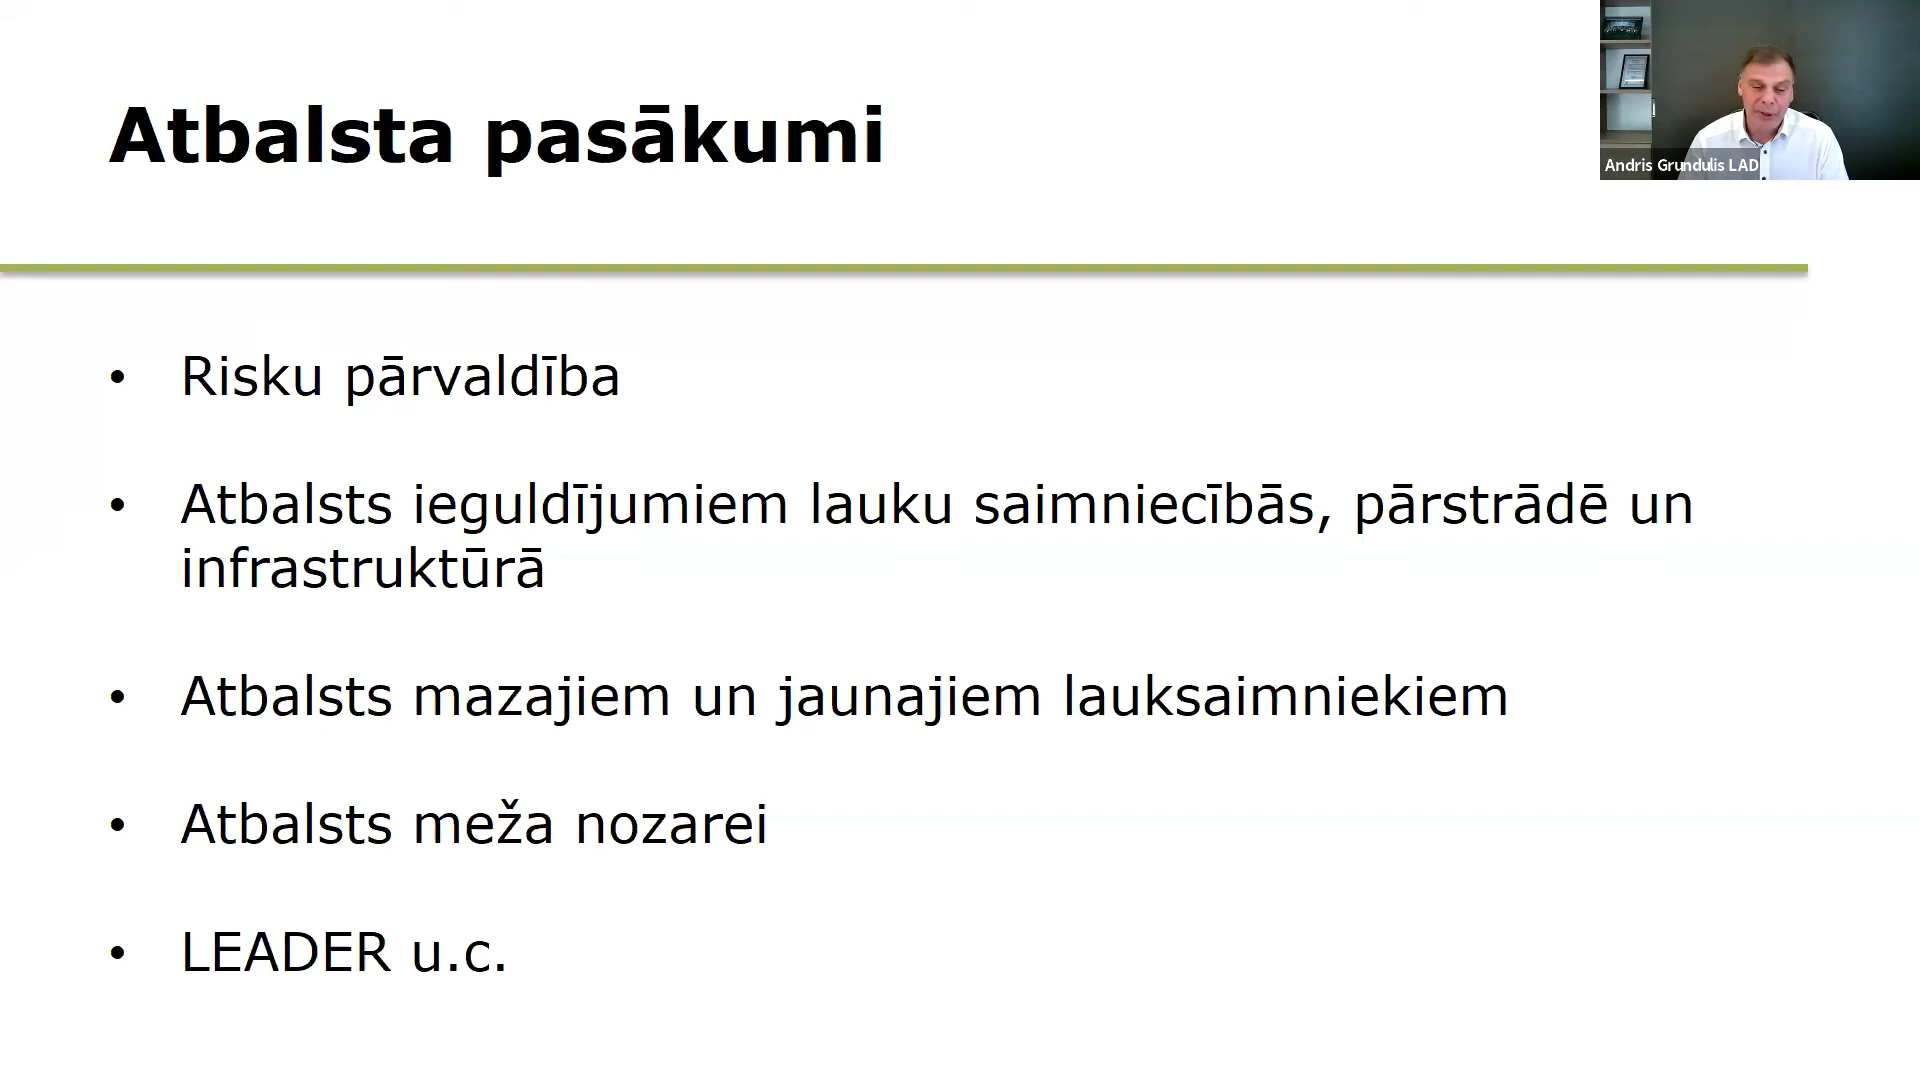 Atbalsta pasākumi
Andris Grundulis LAD
• Risku pārvaldība
• Atbalsts ieguldījumiem lauku saimniecībās, pārstrādē un
infrastruktūrā
• Atbalsts mazajiem un jaunajiem lauksaimniekiem
• Atbalsts meža nozarei
• LEADER u.c.